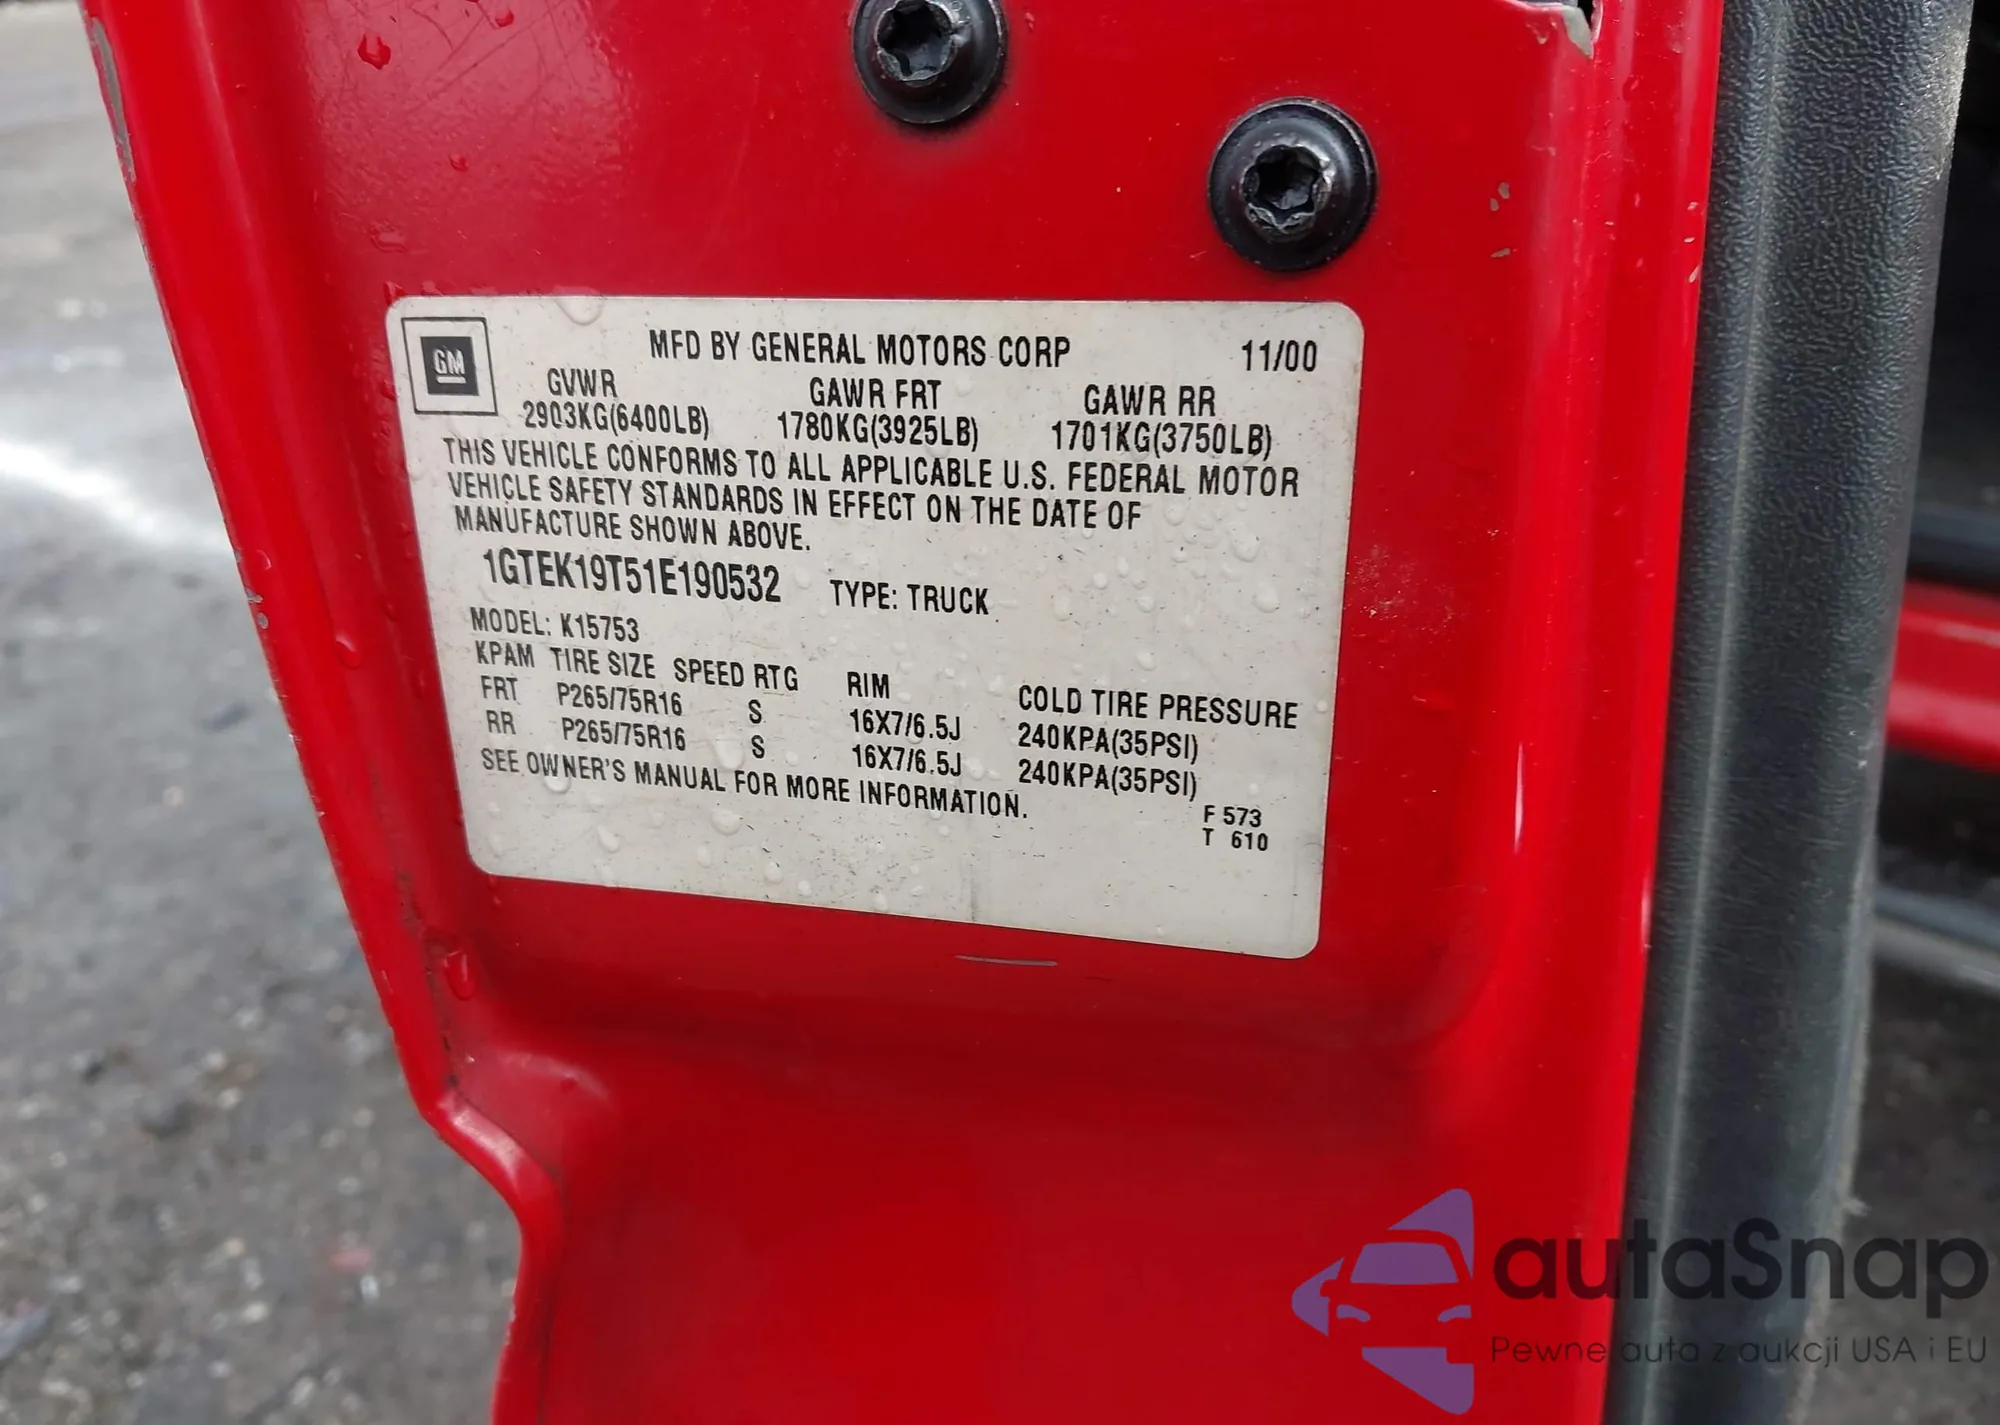 GM
MFD BY GENERAL MOTORS CORP 11/00
GVWR GAWR FRT GAWR RR
2903KG(6400LB) 1780KG(3925LB) 1701KG(3750LB)
THIS VEHICLE CONFORMS TO ALL APPLICABLE U.S. FEDERAL MOTOR
VEHICLE SAFETY STANDARDS IN EFFECT ON THE DATE OF
MANUFACTURE SHOWN ABOVE.
1GTEK19T51E190532 TYPE: TRUCK
MODEL: K15753
KPAM TIRE SIZE SPEED RTG RIM COLD TIRE PRESSURE
FRT P265/75R16 S 16X7/6.5J 240KPA(35PSI)
RR P265/75R16 S 16X7/6.5J 240KPA(35PSI)
SEE OWNER'S MANUAL FOR MORE INFORMATION.
F 573
T 610
autaSnap
Pewne auta z aukcji USA i EU